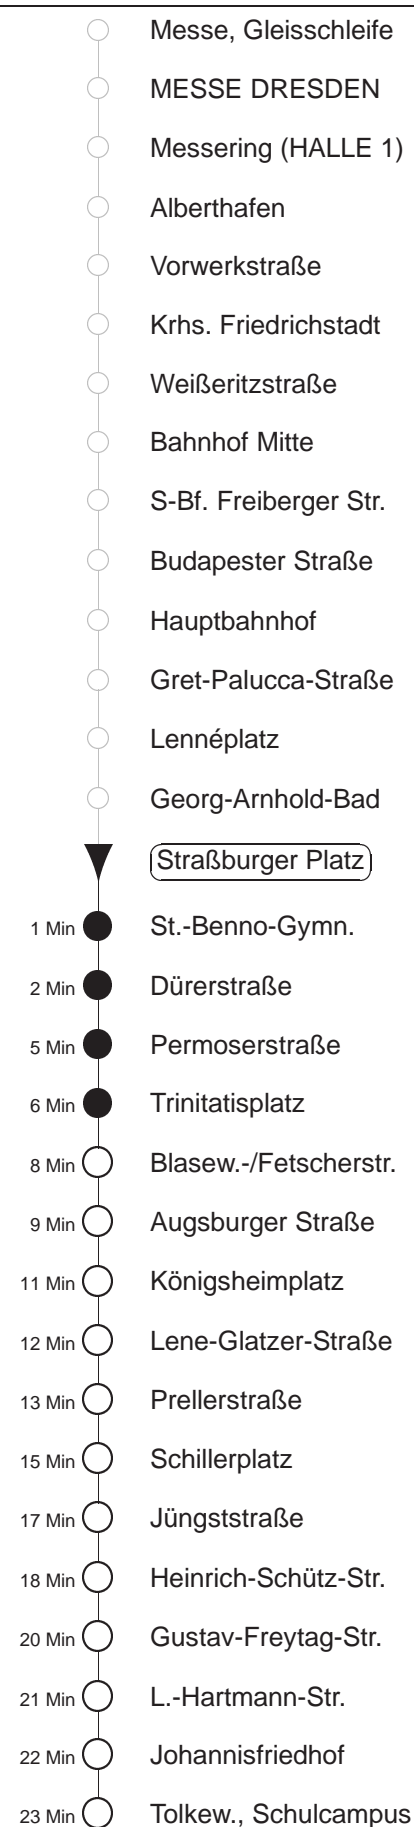 Messe, Gleisschleife
MESSE DRESDEN
Messering (HALLE 1)
Alberthafen
Vorwerkstraße
Krhs. Friedrichstadt
Weißeritzstraße
Bahnhof Mitte
S-Bf. Freiberger Str.
Budapester Straße
Hauptbahnhof
Gret-Palucca-Straße
Lennéplatz
Georg-Arnhold-Bad
Straßburger Platz
1 Min St.-Benno-Gymn.
2 Min Dürerstraße
5 Min Permoserstraße
6 Min Trinitatisplatz
8 Min Blasew.-/Fetscherstr.
9 Min Augsburger Straße
11 Min Königsheimplatz
12 Min Lene-Glatzer-Straße
13 Min Prellerstraße
15 Min Schillerplatz
17 Min Jüngststraße
18 Min Heinrich-Schütz-Str.
20 Min Gustav-Freytag-Str.
21 Min L.-Hartmann-Str.
22 Min Johannisfriedhof
23 Min Tolkew., Schulcampus